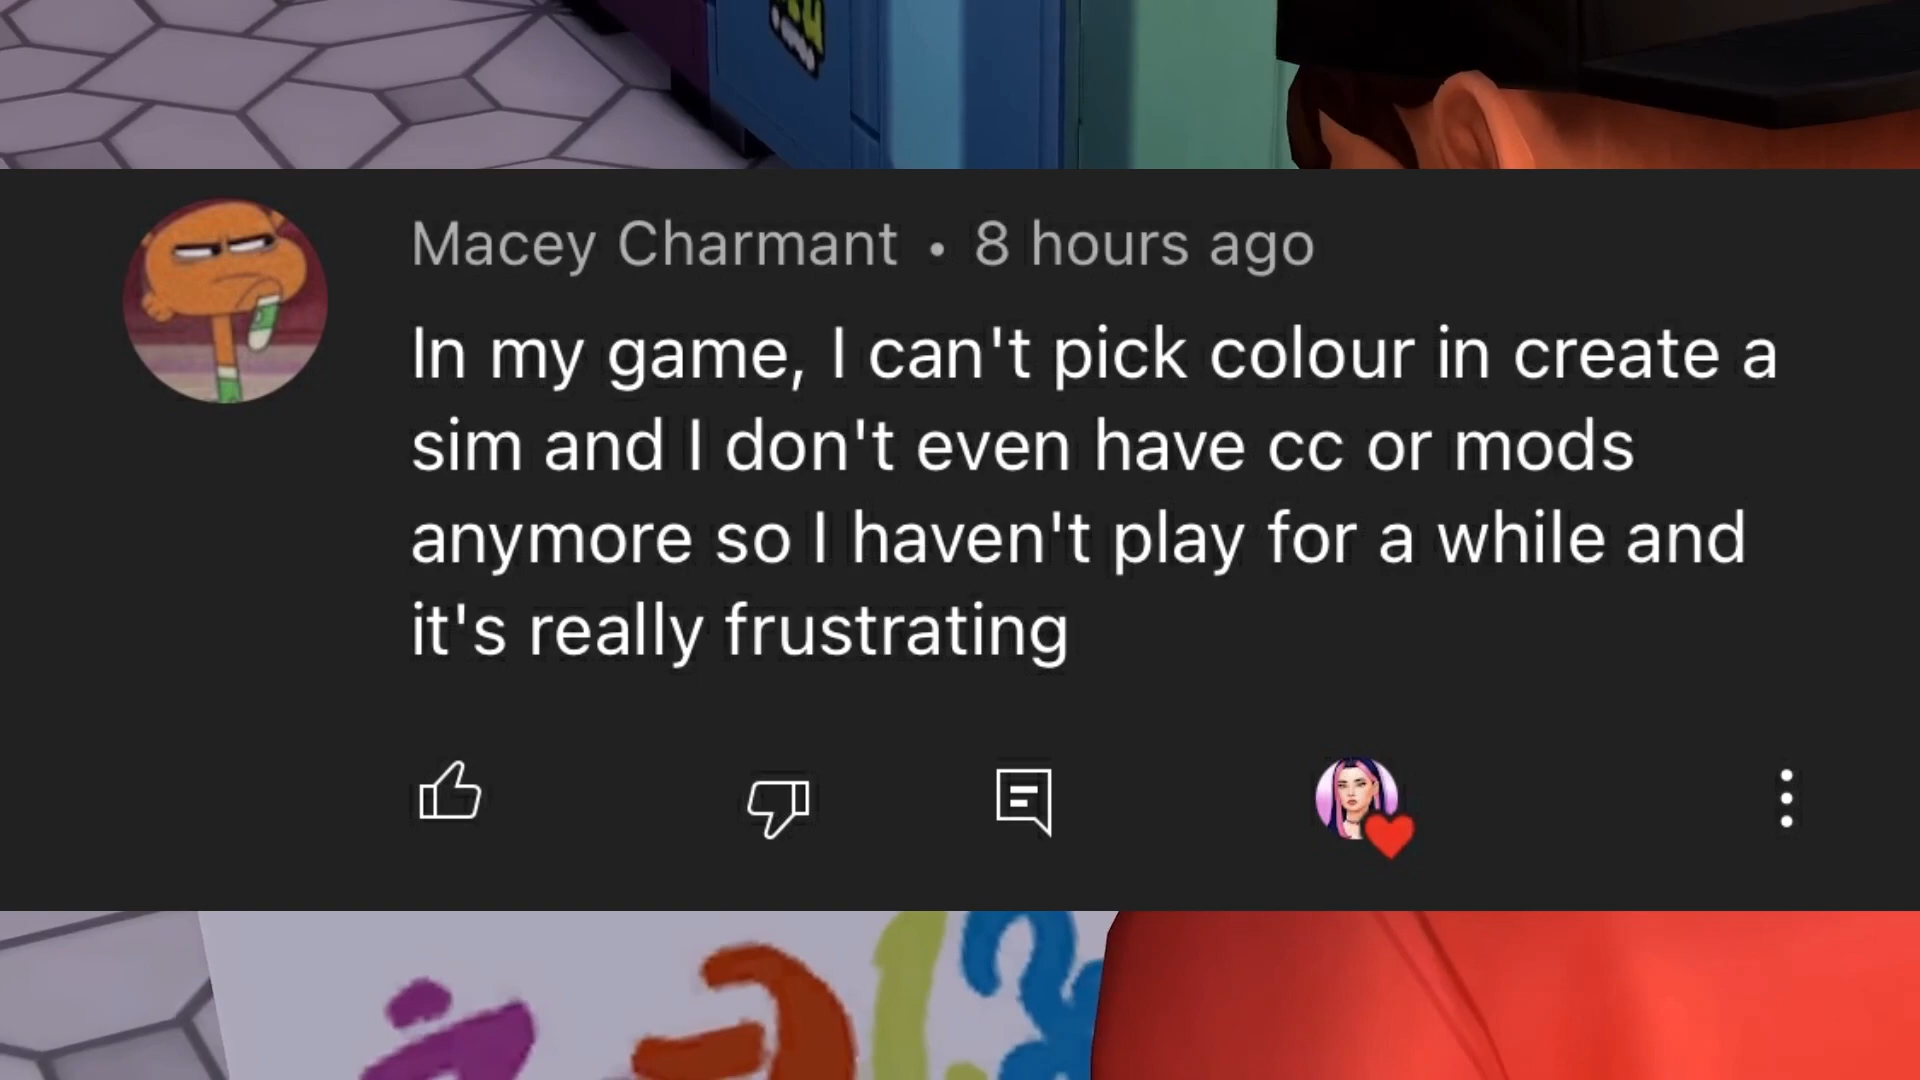 Macey Charmant • 8 hours ago
In my game, I can't pick colour in create a
sim and I don't even have cc or mods
anymore so I haven't play for a while and
it's really frustrating